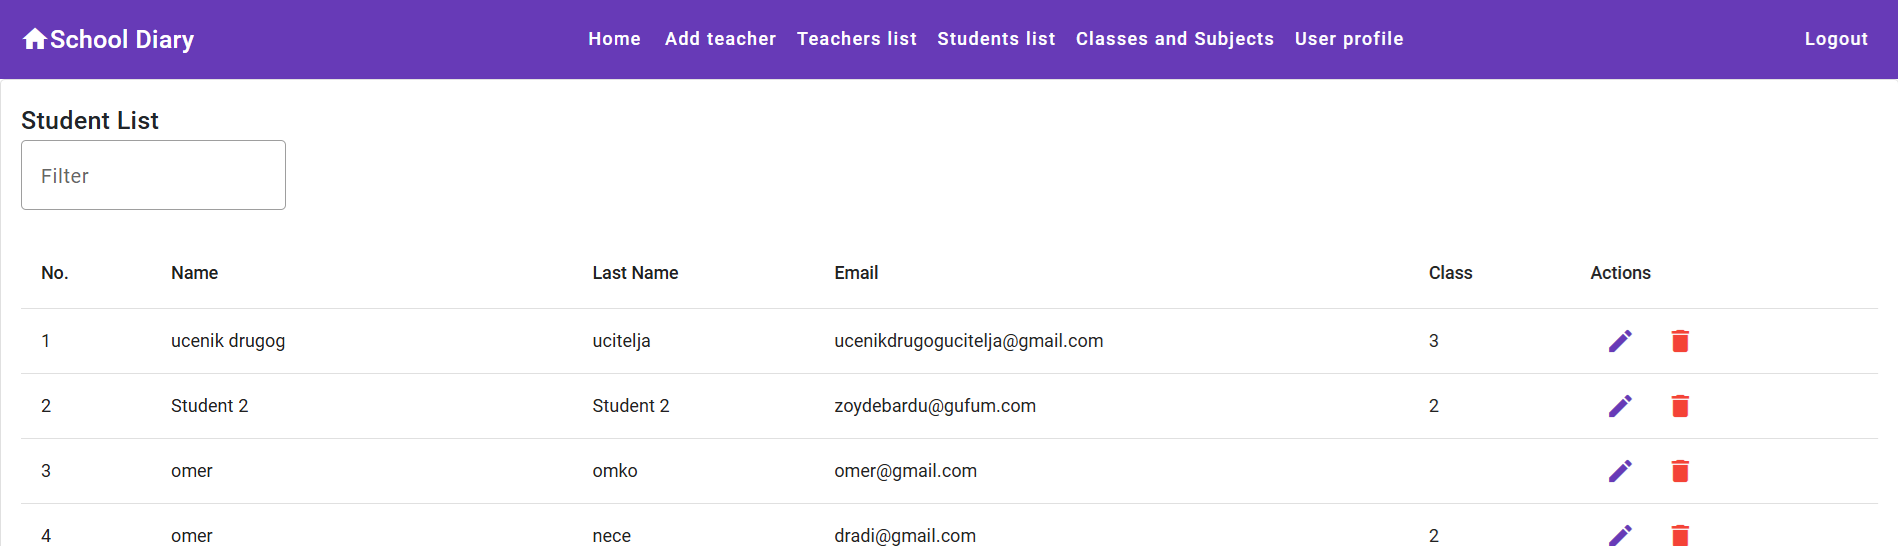 School Diary Home Add teacher Teachers list Students list Classes and Subjects User profile Logout
Student List
Filter
No. Name Last Name Email Class Actions
1 ucenik drugog ucitelja ucenikdrugogucitelja@gmail.com 3
2 Student 2 Student 2 zoydebardu@gufum.com 2
3 omer omko omer@gmail.com
4 omer nece dradi@gmail.com 2